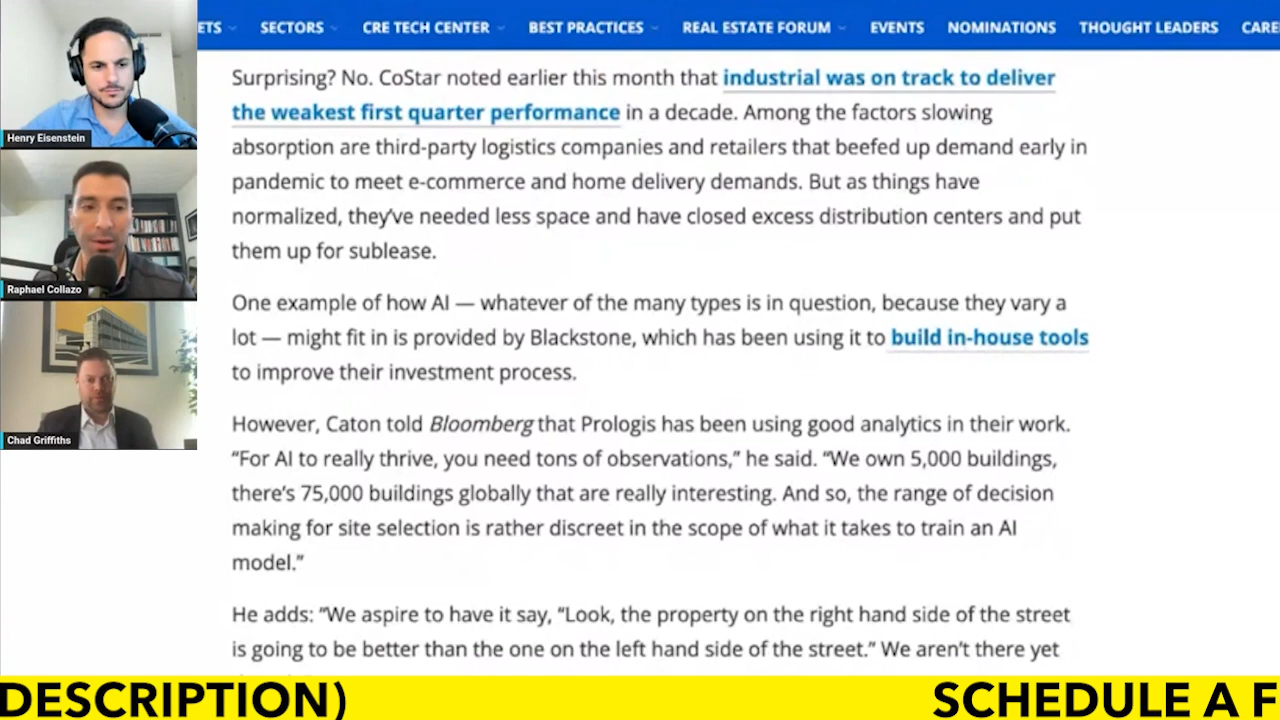 ETS SECTORS CRE TECH CENTER BEST PRACTICES REAL ESTATE FORUM EVENTS NOMINATIONS THOUGHT LEADERS CARE
Henry Eisenstein
Raphael Collazo
Chad Griffiths
Surprising? No. CoStar noted earlier this month that industrial was on track to deliver
the weakest first quarter performance in a decade. Among the factors slowing
absorption are third-party logistics companies and retailers that beefed up demand early in
pandemic to meet e-commerce and home delivery demands. But as things have
normalized, they've needed less space and have closed excess distribution centers and put
them up for sublease.
One example of how AI — whatever of the many types is in question, because they vary a
lot — might fit in is provided by Blackstone, which has been using it to build in-house tools
to improve their investment process.
However, Caton told Bloomberg that Prologis has been using good analytics in their work.
“For AI to really thrive, you need tons of observations,” he said. “We own 5,000 buildings,
there’s 75,000 buildings globally that are really interesting. And so, the range of decision
making for site selection is rather discreet in the scope of what it takes to train an AI
model.”
He adds: “We aspire to have it say, “Look, the property on the right hand side of the street
is going to be better than the one on the left hand side of the street.” We aren’t there yet
DESCRIPTION) SCHEDULE A F